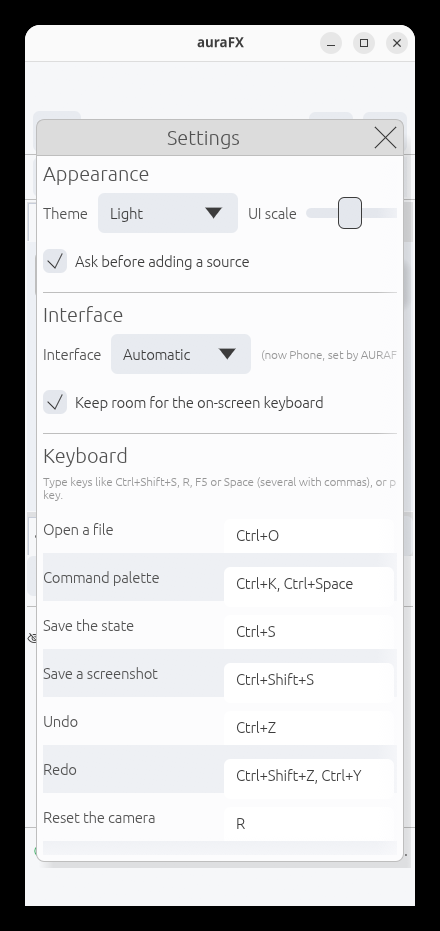 auraFX
Settings
Appearance
Theme Light UI scale
Ask before adding a source
Interface
Interface Automatic (now Phone, set by AURAF
Keep room for the on-screen keyboard
Keyboard
Type keys like Ctrl+Shift+S, R, F5 or Space (several with commas), or p
key.
Open a file Ctrl+O
Command palette Ctrl+K, Ctrl+Space
Save the state Ctrl+S
Save a screenshot Ctrl+Shift+S
Undo Ctrl+Z
Redo Ctrl+Shift+Z, Ctrl+Y
Reset the camera R